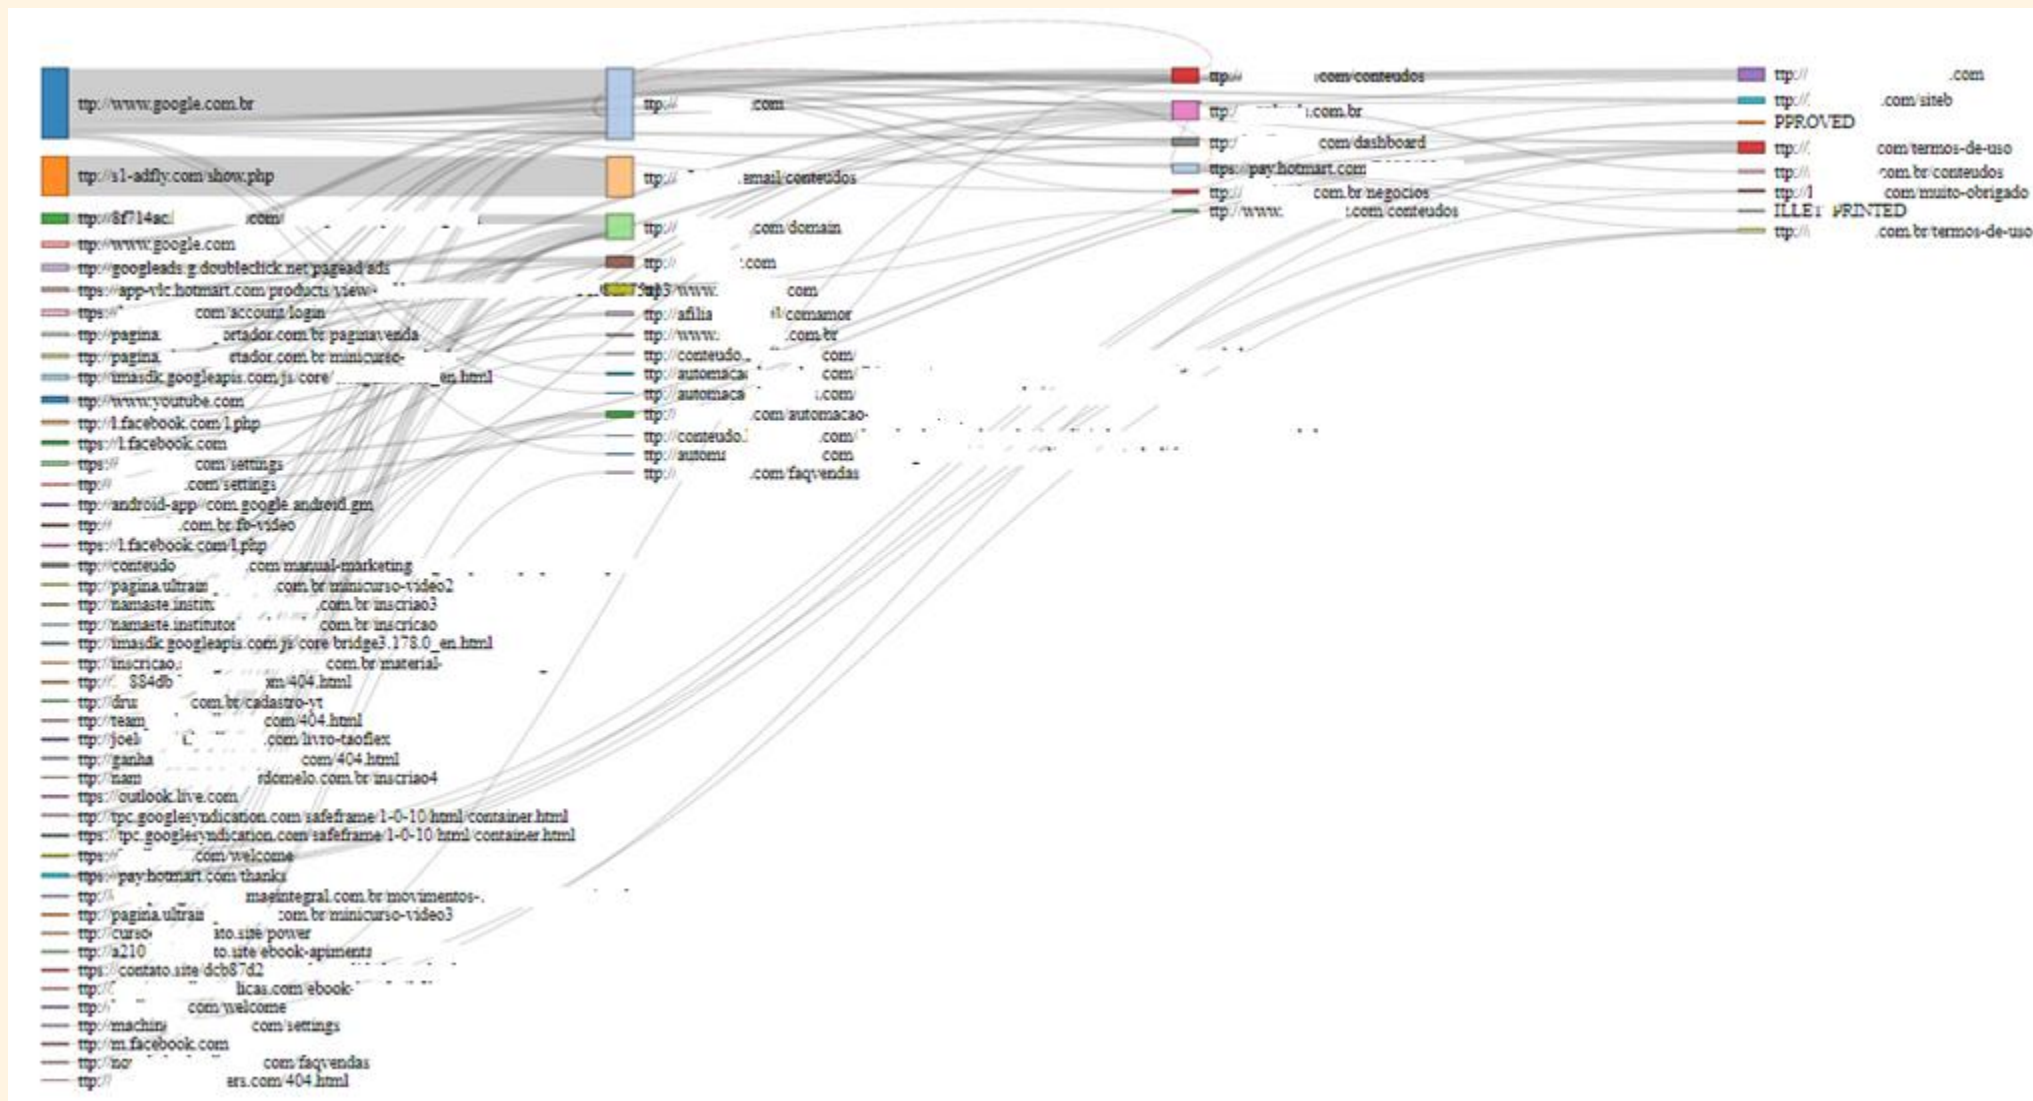 ttp://www.google.com.br
ttp://s1-adfly.com/show.php
ttp://8f714ac. .com/
ttp://www.google.com
ttp://googleads.g.doubleclick.net/pagead/ads
ttps://app-vlc.hotmart.com/products/view/
ttps:// com/account/login
ttp://pagina. ortador.com.br/paginavenda
ttp://pagina. rtador.com.br/minicurso-
ttp://imasdk.googleapis.com/js/core/ _en.html
ttp://www.youtube.com
ttp://l.facebook.com/l.php
ttps://l.facebook.com
ttps:// com/settings
ttp:// .com/settings
ttp://android-app//com.google.android.gm
ttp:// .com.br/fb-video
ttps://l.facebook.com/l.php
ttp://conteudo .com/manual-marketing
ttp://pagina.ultrain .com.br/minicurso-video2
ttp://namaste.institu .com.br/inscriao3
ttp://namaste.institutor com.br/inscricao
ttp://imasdk.googleapis.com/js/core/bridge3.178.0_en.html
ttp://inscricao. com.br/material-
ttp:// 884db xm/404.html
ttp://dru com.br/cadastro-yt
ttp://team_ com/404.html
ttp://joel .com/livro-taoflex
ttp://ganha com/404.html
ttp://nam rdomelo.com.br/inscriao4
ttps://outlook.live.com
ttp://tpc.googlesyndication.com/safeframe/1-0-10/html/container.html
ttps://tpc.googlesyndication.com/safeframe/1-0-10/html/container.html
ttps:// .com/welcome
ttps://pay.hotmart.com/thanks
ttp:// maeintegral.com.br/movimentos-
ttp://pagina.ultrain com.br/minicurso-video3
ttp://curso ato.site/power
ttp://a210 to.site/ebook-apimenta
ttps://contato.site/dcb87d2
ttp:// licas.com/ebook-
ttp:// com/welcome
ttp://machine com/settings
ttp://m.facebook.com
ttp://no com/faqvendas
ttp:// ers.com/404.html
ttp:// .com
ttp:// .email/conteudos
ttp:// .com/domain
ttp:// .com
www. com
ttp://afilia /comamor
ttp://www. .com.br
ttp://conteudo. com/
ttp://automacao com/
ttp://automaca .com/
ttp:// .com/automacao-
ttp://conteudo. .com/
ttp://automa com
ttp:// .com/faqvendas
ttp:// .com/conteudos
ttp:/ .com.br
ttp:/ com/dashboard
ttps://pay.hotmart.com
ttp:// com.br/negocios
ttp://www. .com/conteudos
ttp:// .com
ttp:// .com/siteb
PPROVED
ttp:// com/termos-de-uso
ttp:// .com.br/conteudos
ttp:// com/muito-obrigado
ILLET PRINTED
ttp:// .com.br/termos-de-uso